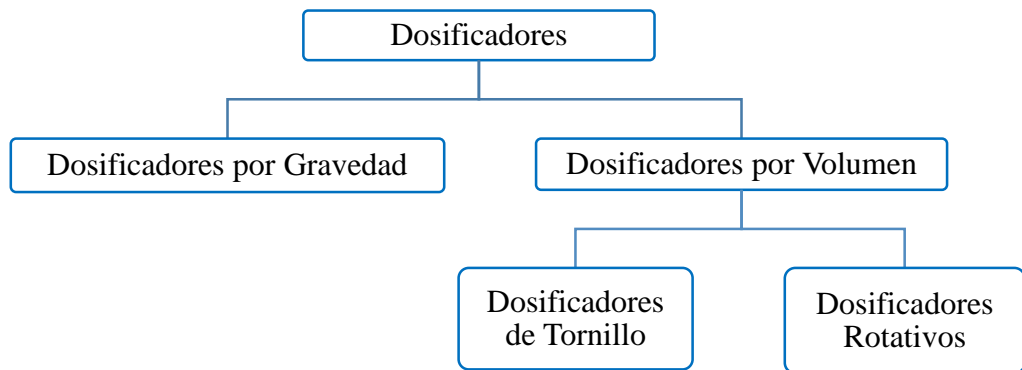 Dosificadores
Dosificadores por Gravedad
Dosificadores por Volumen
Dosificadores
de Tornillo
Dosificadores
Rotativos